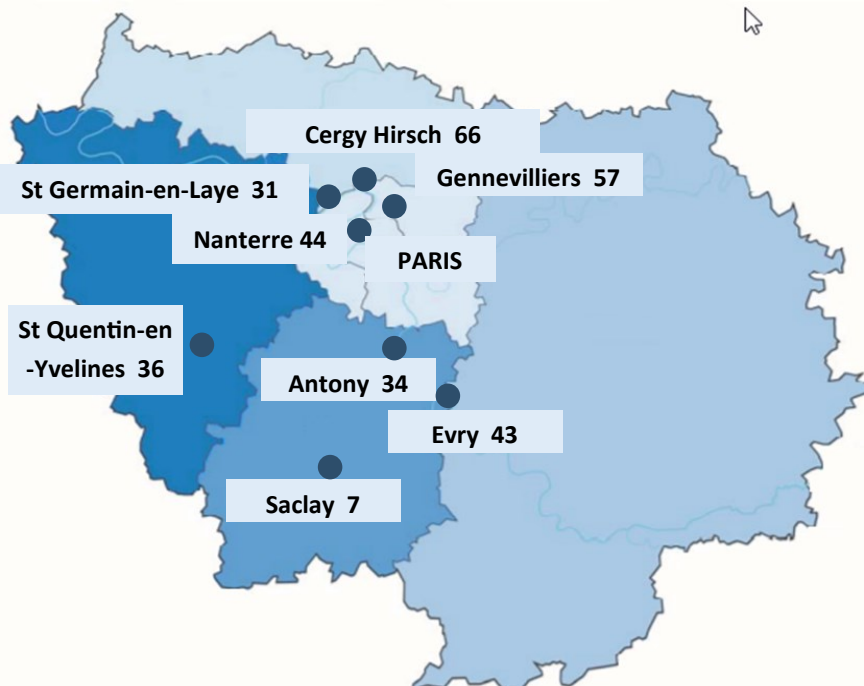 Cergy Hirsch 66
Gennevilliers 57
St Germain-en-Laye 31
Nanterre 44
PARIS
St Quentin-en
-Yvelines 36
Antony 34
Evry 43
Saclay 7